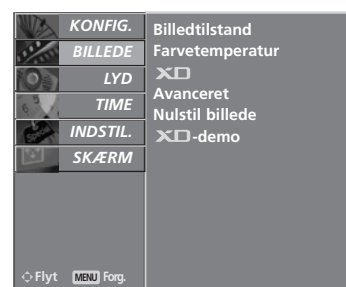 KONFIG.
BILLEDE
LYD
TIME
INDSTIL.
SKÆRM
Flyt MENU Forg.
Billedtilstand
Farvetemperatur
XD
Avanceret
Nulstil billede
XD-demo